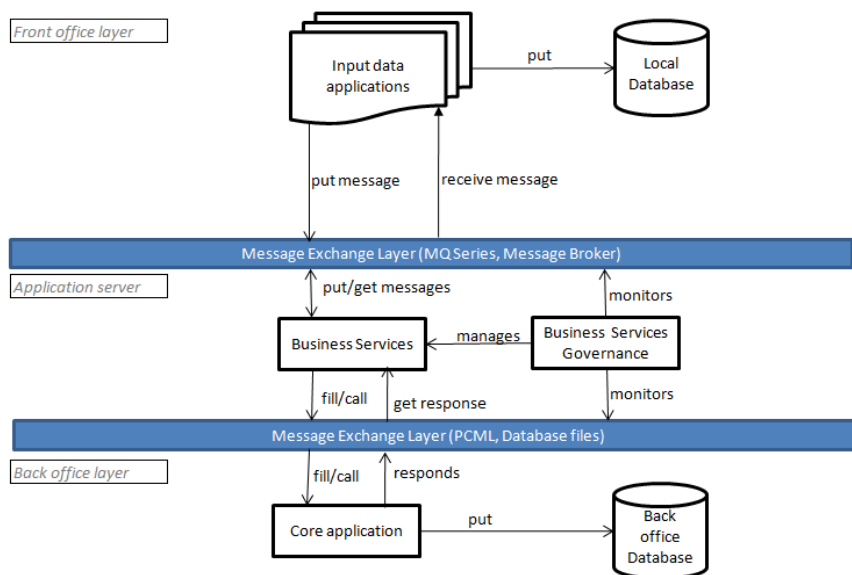 Front office layer
Input data
applications
put
Local
Database
put message
receive message
Message Exchange Layer (MQ Series, Message Broker)
Application server
put/get messages
monitors
Business Services
manages
Business Services
Governance
fill/call
get response
monitors
Message Exchange Layer (PCML, Database files)
Back office layer
fill/call
responds
Core application
put
Back
office
Database